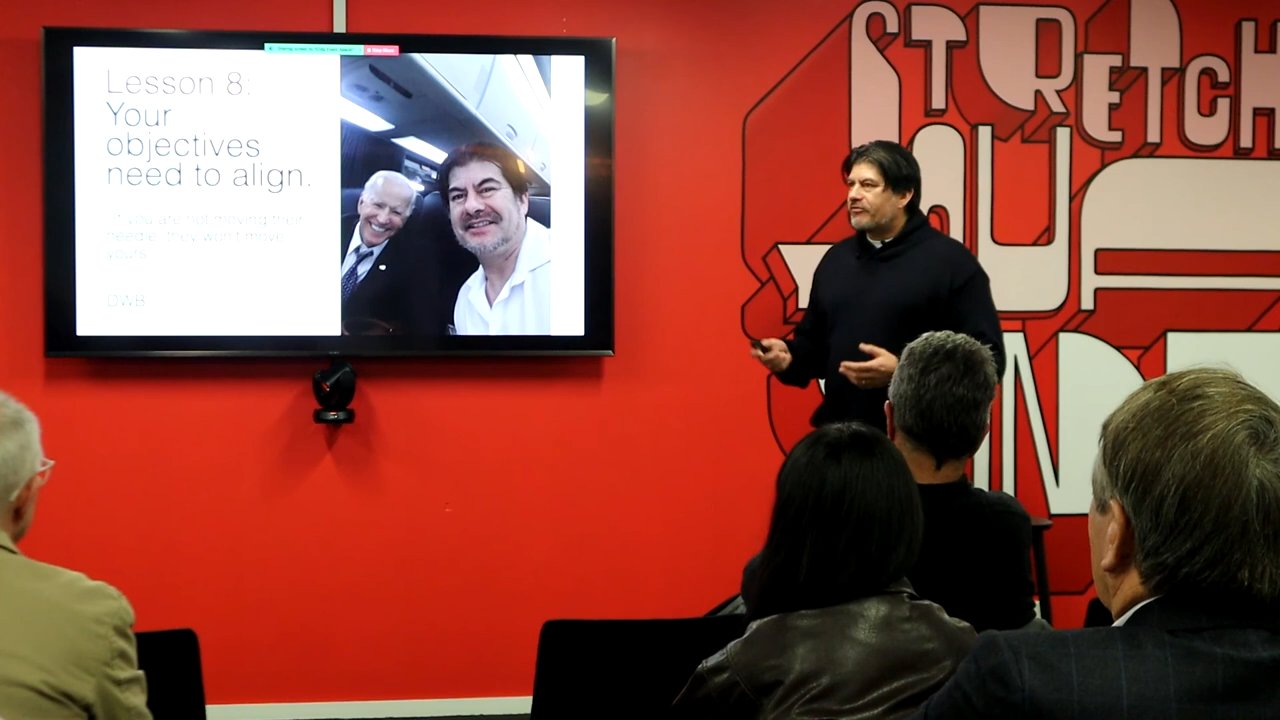 Lesson 8:
Your
objectives
need to align.
If you are not moving their
needle, they won't move
yours.
DWB
STRETCH
YOU